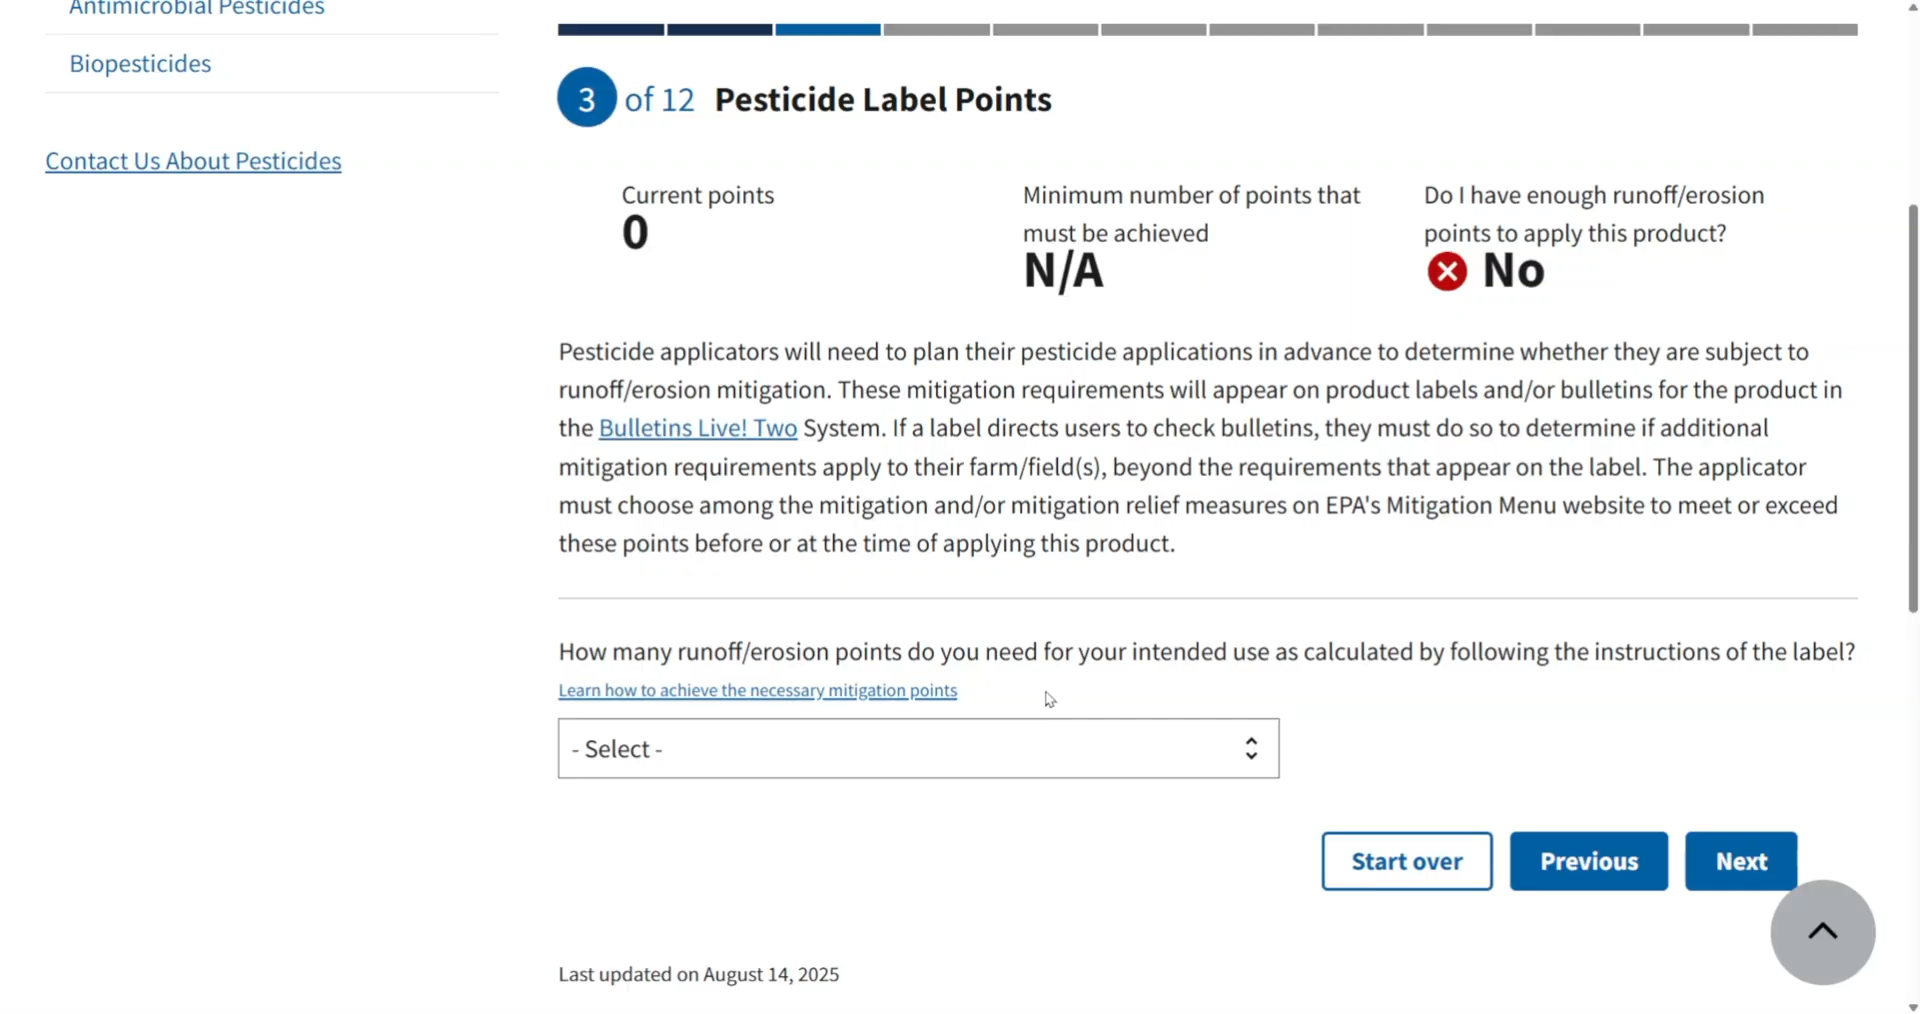 Antimicrobial Pesticides
Biopesticides
Contact Us About Pesticides
3 of 12 Pesticide Label Points
Current points
0
Minimum number of points that
must be achieved
N/A
Do I have enough runoff/erosion
points to apply this product?
No
Pesticide applicators will need to plan their pesticide applications in advance to determine whether they are subject to
runoff/erosion mitigation. These mitigation requirements will appear on product labels and/or bulletins for the product in
the Bulletins Live! Two System. If a label directs users to check bulletins, they must do so to determine if additional
mitigation requirements apply to their farm/field(s), beyond the requirements that appear on the label. The applicator
must choose among the mitigation and/or mitigation relief measures on EPA's Mitigation Menu website to meet or exceed
these points before or at the time of applying this product.
How many runoff/erosion points do you need for your intended use as calculated by following the instructions of the label?
Learn how to achieve the necessary mitigation points
- Select -
Start over
Previous
Next
Last updated on August 14, 2025